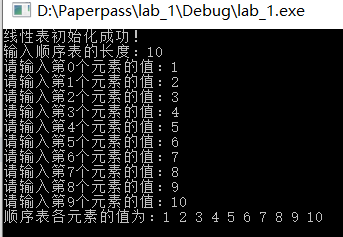 D:\Paperpass\lab_1\Debug\lab_1.exe
线性表初始化成功!
输入顺序表的长度：10
请输入第0个元素的值：1
请输入第1个元素的值：2
请输入第2个元素的值：3
请输入第3个元素的值：4
请输入第4个元素的值：5
请输入第5个元素的值：6
请输入第6个元素的值：7
请输入第7个元素的值：8
请输入第8个元素的值：9
请输入第9个元素的值：10
顺序表各元素的值为：1 2 3 4 5 6 7 8 9 10